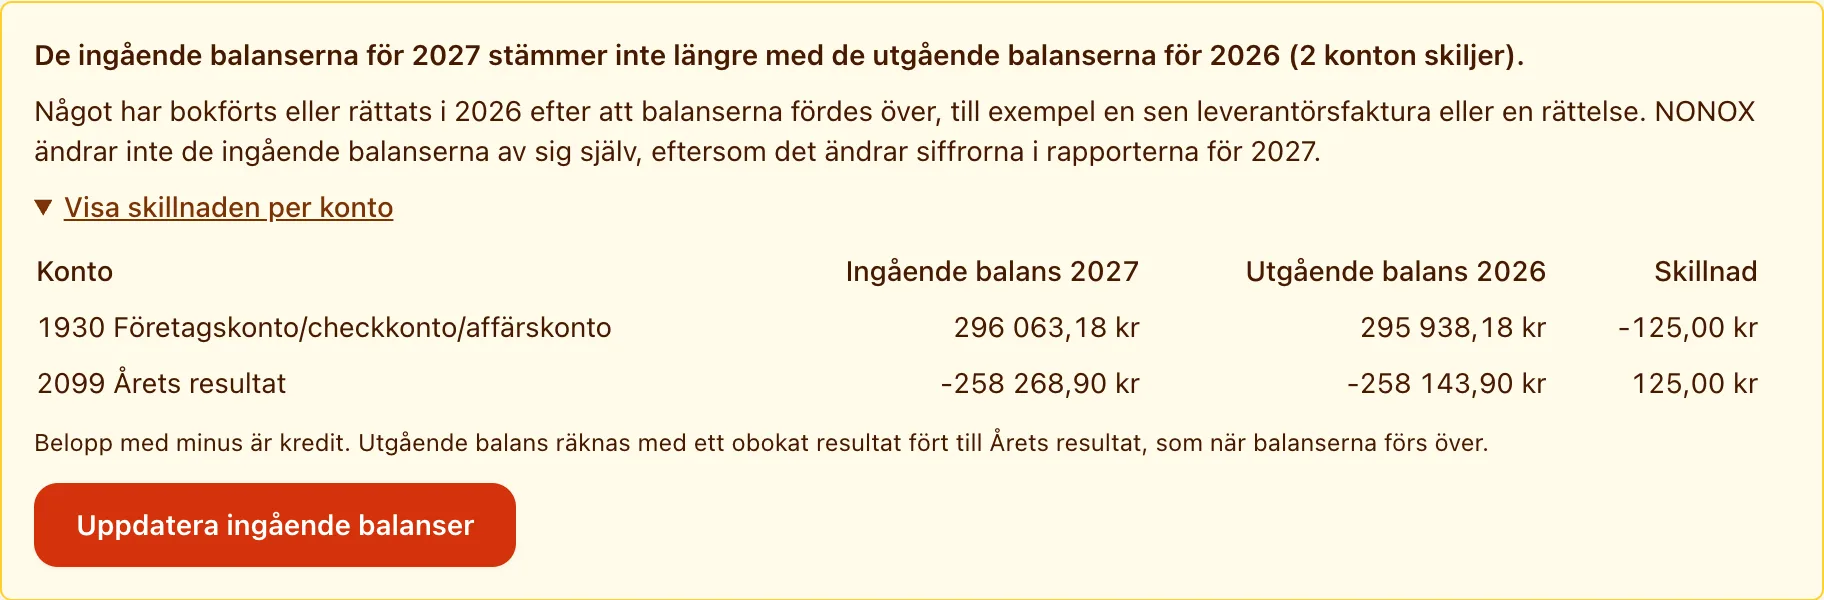 De ingående balanserna för 2027 stämmer inte längre med de utgående balanserna för 2026 (2 konton skiljer).
Något har bokförts eller rättats i 2026 efter att balanserna fördes över, till exempel en sen leverantörsfaktura eller en rättelse. NONOX
ändrar inte de ingående balanserna av sig själv, eftersom det ändrar siffrorna i rapporterna för 2027.
▼ Visa skillnaden per konto
Konto Ingående balans 2027 Utgående balans 2026 Skillnad
1930 Företagskonto/checkkonto/affärskonto 296 063,18 kr 295 938,18 kr -125,00 kr
2099 Årets resultat -258 268,90 kr -258 143,90 kr 125,00 kr
Belopp med minus är kredit. Utgående balans räknas med ett obokat resultat fört till Årets resultat, som när balanserna förs över.
Uppdatera ingående balanser